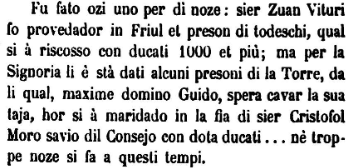 Fu fato ozi uno per di noze: sier Zuan Vituri
fo provedador in Friul et preson di todeschi, qual
si à riscosso con ducati 1000 et più; ma per la
Signoria li è stà dati alcuni presoni di la Torre, da
li qual, maxime domino Guido, spera cavar la sua
taja, hor si à maridado in la fia di sier Cristofol
Moro savio dil Consejo con dota ducati... nè trop-
pe noze si fa a questi tempi.